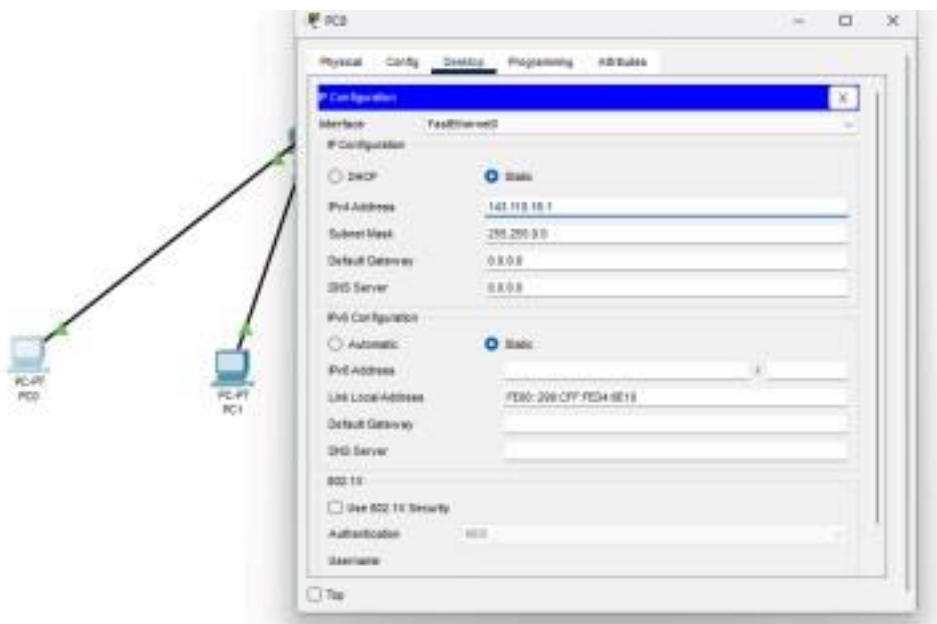 PC0
Physical Config Desktop Programming Attributes
IP Configuration X
Interface FastEthernet0
IP Configuration
DHCP Static
IPv4 Address 143.110.10.1
Subnet Mask 255.255.0.0
Default Gateway 0.0.0.0
DNS Server 0.0.0.0
IPv6 Configuration
Automatic Static
IPv6 Address /
Link Local Address
Default Gateway
DNS Server
802.1X
Use 802.1X Security
Authentication MD5
Username
Top
PC-PT
PC0
PC-PT
PC1